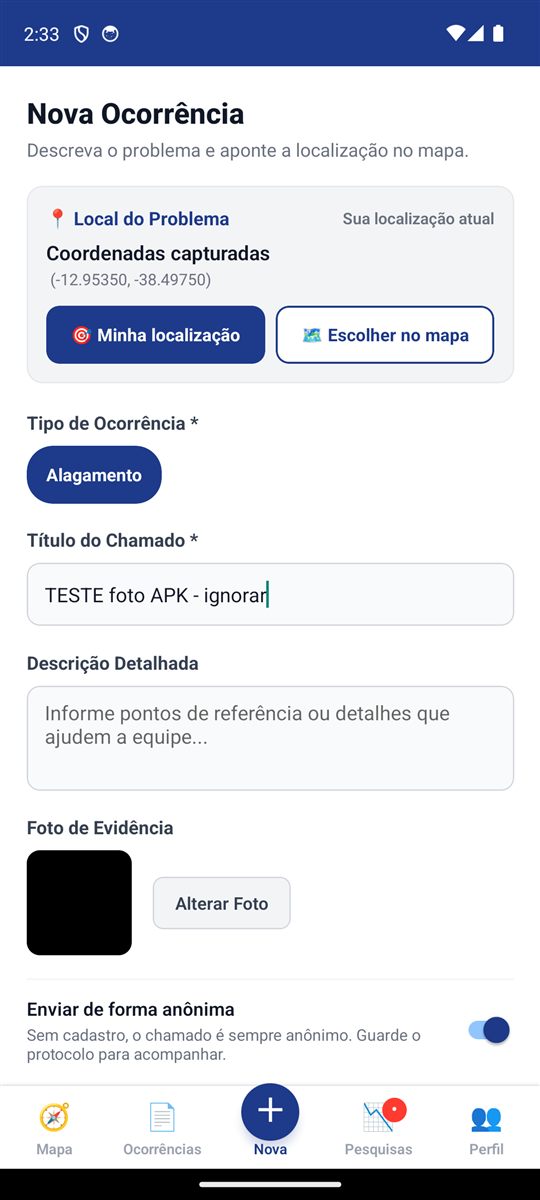 2:33
Nova Ocorrência
Descreva o problema e aponte a localização no mapa.
Local do Problema
Sua localização atual
Coordenadas capturadas
(-12.95350, -38.49750)
Minha localização
Escolher no mapa
Tipo de Ocorrência *
Alagamento
Título do Chamado *
TESTE foto APK - ignorar
Descrição Detalhada
Informe pontos de referência ou detalhes que
ajudem a equipe...
Foto de Evidência
Alterar Foto
Enviar de forma anônima
Sem cadastro, o chamado é sempre anônimo. Guarde o
protocolo para acompanhar.
Mapa
Ocorrências
Nova
Pesquisas
Perfil